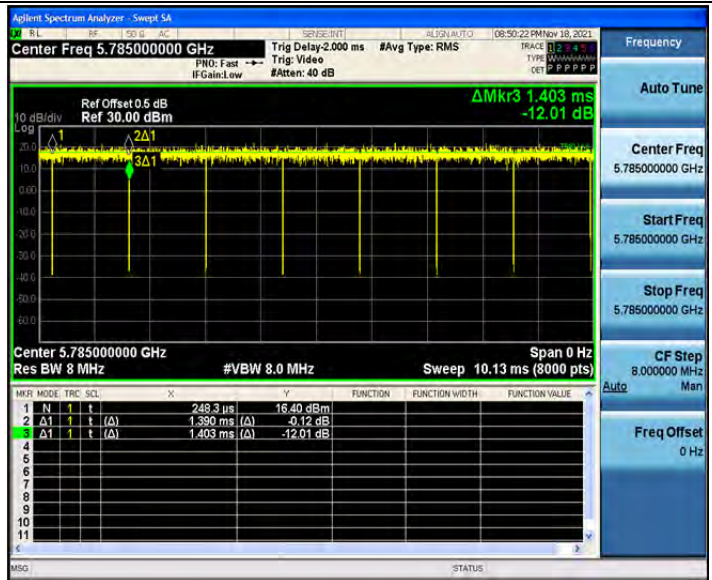 Agilent Spectrum Analyzer - Swept SA
RL RF 50 Ω AC SENSE:INT ALIGN AUTO 08:50:22 PM Nov 18, 2021
Center Freq 5.785000000 GHz
PNO: Fast
IFGain:Low
Trig Delay-2.000 ms
Trig: Video
#Atten: 40 dB
#Avg Type: RMS
TRACE 1 2 3 4 5 6
TYPE W
DET P P P P P P
Frequency
Auto Tune
Center Freq
5.785000000 GHz
Start Freq
5.785000000 GHz
Stop Freq
5.785000000 GHz
CF Step
8.000000 MHz
Auto Man
Freq Offset
0 Hz
10 dB/div
Log
Ref Offset 0.5 dB
Ref 30.00 dBm
ΔMkr3 1.403 ms
-12.01 dB
1
2Δ1
3Δ1
20.0
10.0
0.00
-10.0
-20.0
-30.0
-40.0
-50.0
-60.0
Center 5.785000000 GHz
Res BW 8 MHz
#VBW 8.0 MHz
Span 0 Hz
Sweep 10.13 ms (8000 pts)
MKR MODE TRC SCL X Y FUNCTION FUNCTION WIDTH FUNCTION VALUE
1 N 1 t 248.3 µs 16.40 dBm
2 Δ1 1 t (Δ) 1.390 ms (Δ) -0.12 dB
3 Δ1 1 t (Δ) 1.403 ms (Δ) -12.01 dB
4
5
6
7
8
9
10
11
MSG STATUS